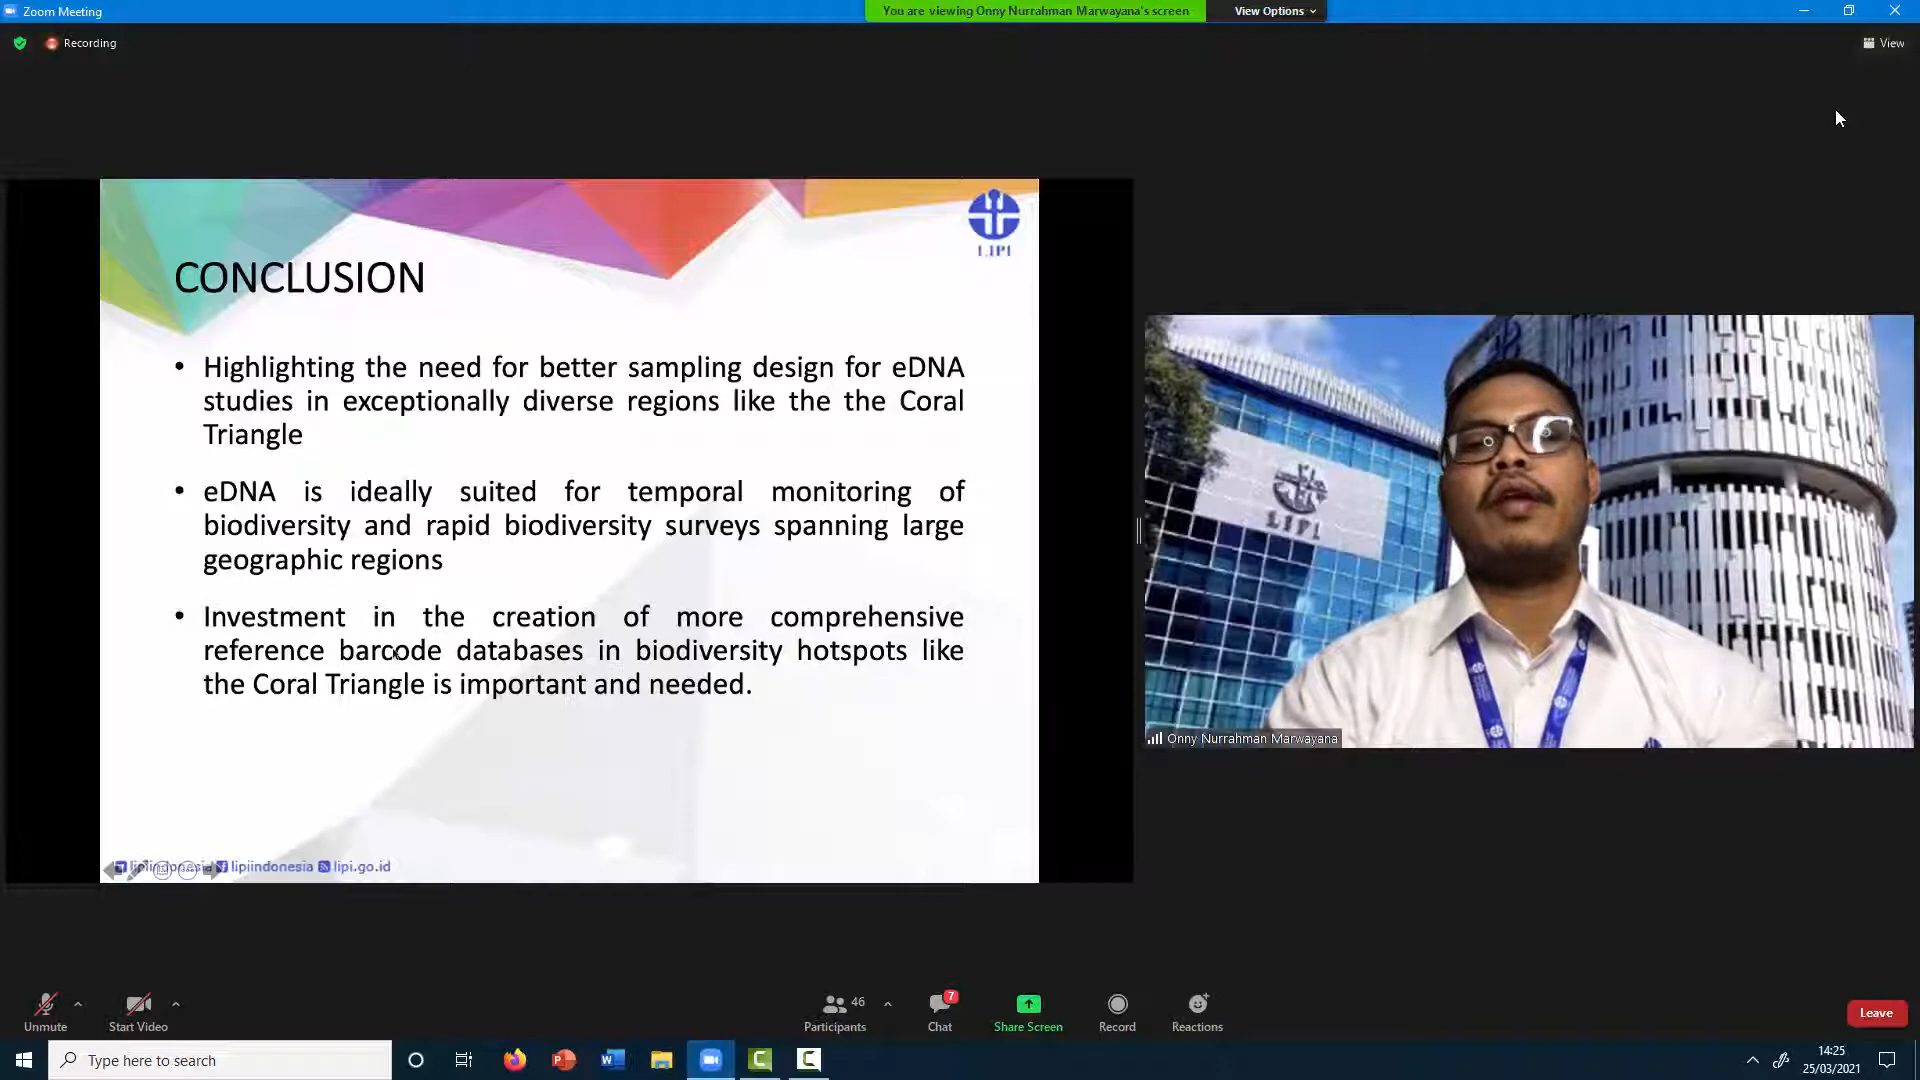 Zoom Meeting
You are viewing Onny Nurrahman Marwayana's screen
View Options
Recording
View
LIPI
CONCLUSION
• Highlighting the need for better sampling design for eDNA
studies in exceptionally diverse regions like the the Coral
Triangle
• eDNA is ideally suited for temporal monitoring of
biodiversity and rapid biodiversity surveys spanning large
geographic regions
• Investment in the creation of more comprehensive
reference barcode databases in biodiversity hotspots like
the Coral Triangle is important and needed.
lipiindonesia lipiindonesia lipi.go.id
LIPI
Onny Nurrahman Marwayana
Unmute
Start Video
Participants
46
Chat
7
Share Screen
Record
Reactions
Leave
Type here to search
14:25
25/03/2021